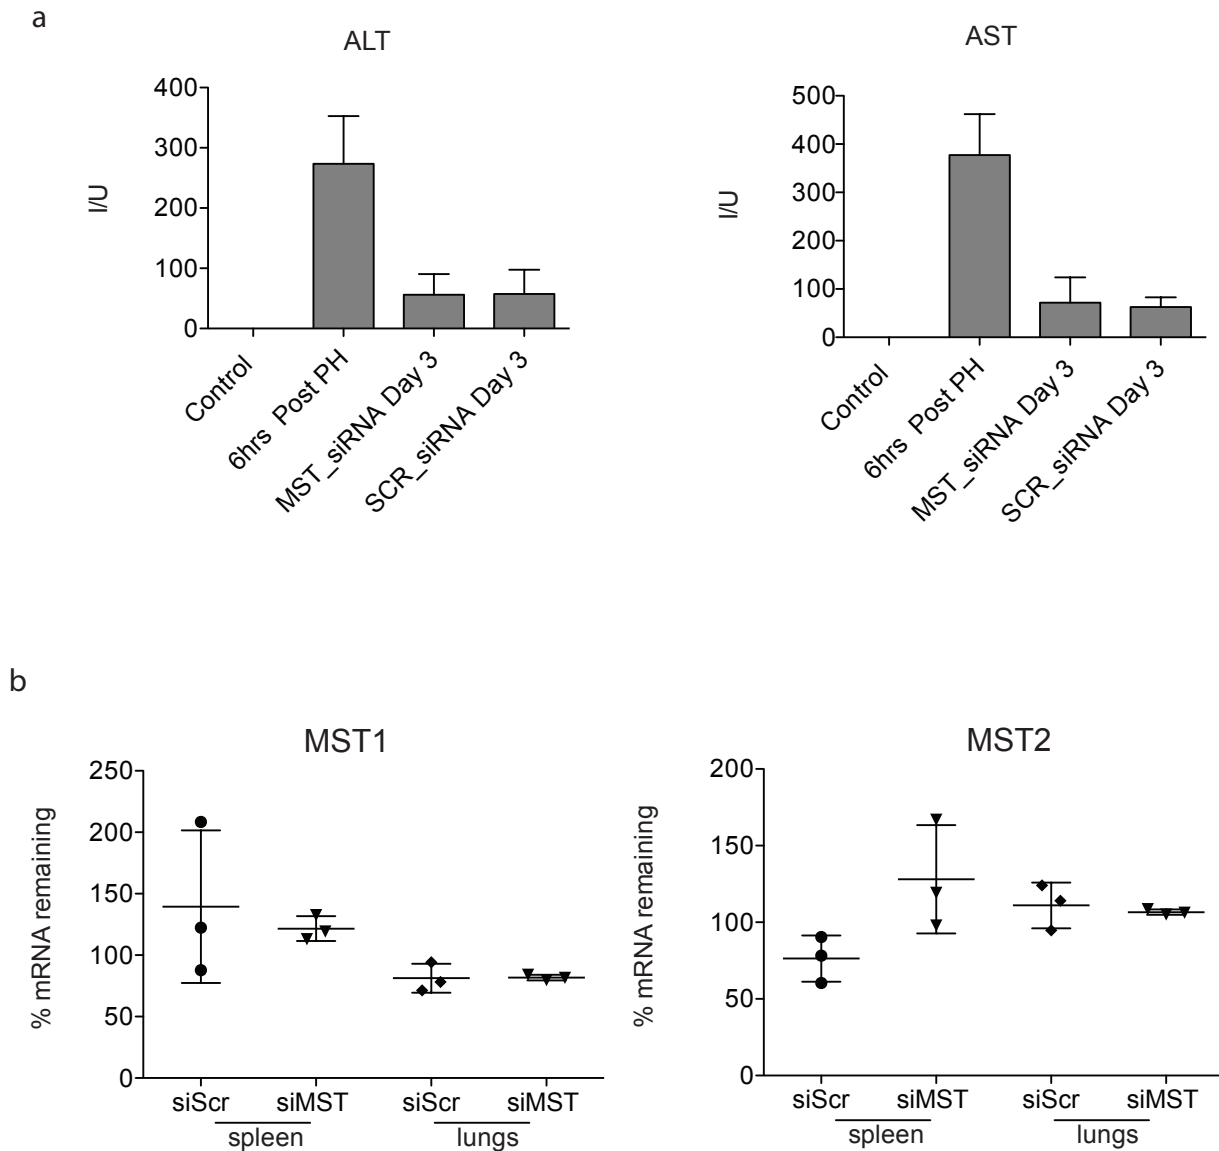 a
ALT
400
300
200
100
0
I/U
Control
6hrs  Post PH
MST_siRNA Day 3
SCR_siRNA Day 3
AST
500
400
300
200
100
0
I/U
Control
6hrs  Post PH
MST_siRNA Day 3
SCR_siRNA Day 3
b
MST1
250
200
150
100
50
0
% mRNA remaining
siScr siMST siScr siMST
spleen lungs
MST2
200
150
100
50
0
% mRNA remaining
siScr siMST siScr siMST
spleen lungs